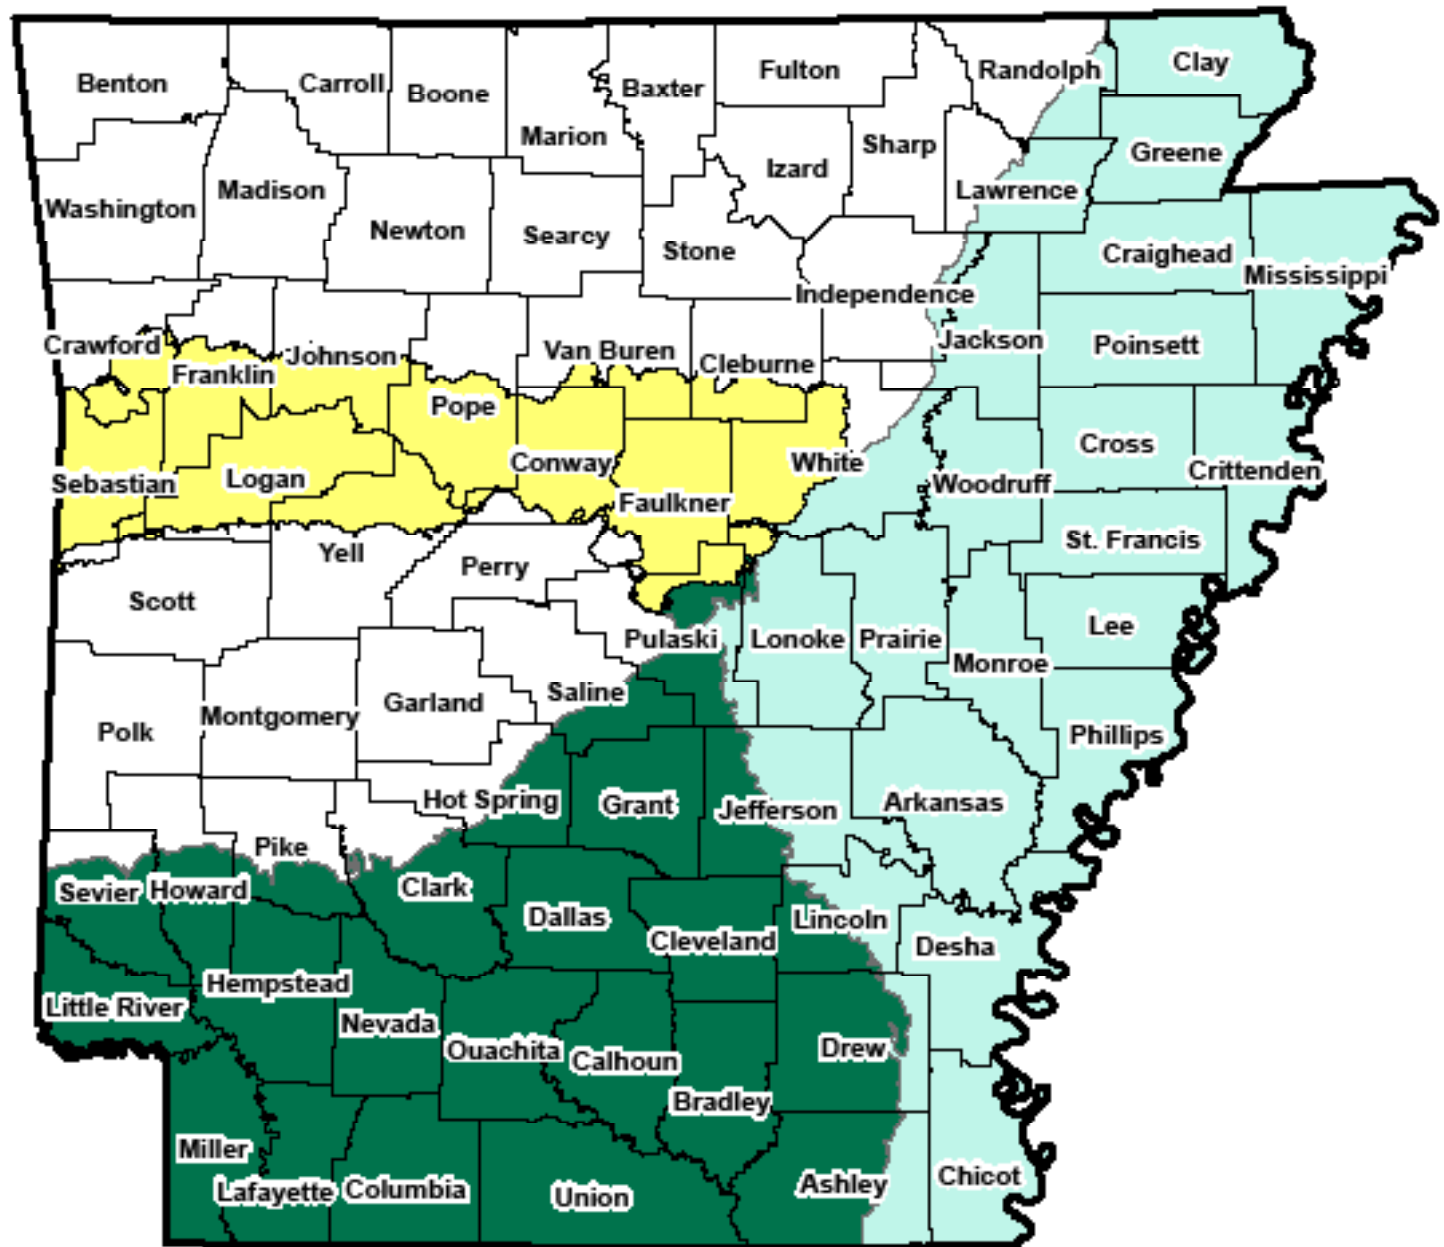 Benton
Carroll
Boone
Marion
Baxter
Fulton
Randolph
Clay
Izard
Sharp
Greene
Washington
Madison
Newton
Searcy
Stone
Lawrence
Craighead
Mississippi
Independence
Crawford
Franklin
Johnson
Van Buren
Cleburne
Jackson
Poinsett
Pope
Conway
White
Cross
Crittenden
Sebastian
Logan
Faulkner
Woodruff
St. Francis
Yell
Perry
Scott
Pulaski
Lonoke
Prairie
Monroe
Lee
Polk
Montgomery
Garland
Saline
Phillips
Hot Spring
Grant
Jefferson
Arkansas
Pike
Sevier
Howard
Clark
Dallas
Cleveland
Lincoln
Desha
Little River
Hempstead
Nevada
Ouachita
Calhoun
Drew
Bradley
Miller
Lafayette
Columbia
Union
Ashley
Chicot